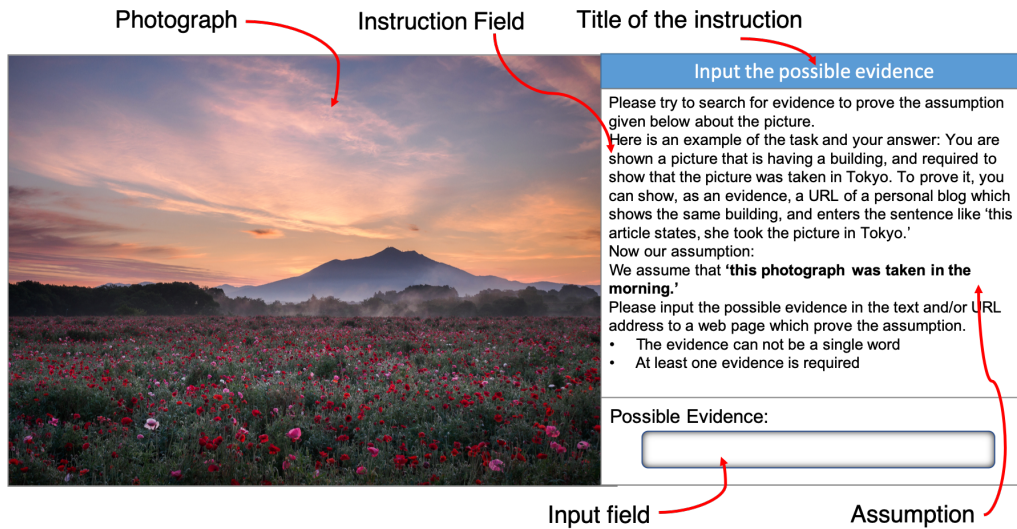 Photograph
Instruction Field
Title of the instruction
Input the possible evidence
Please try to search for evidence to prove the assumption
given below about the picture.
Here is an example of the task and your answer: You are
shown a picture that is having a building, and required to
show that the picture was taken in Tokyo. To prove it, you
can show, as an evidence, a URL of a personal blog which
shows the same building, and enters the sentence like ‘this
article states, she took the picture in Tokyo.’
Now our assumption:
We assume that ‘this photograph was taken in the
morning.’
Please input the possible evidence in the text and/or URL
address to a web page which prove the assumption.
• The evidence can not be a single word
• At least one evidence is required
Possible Evidence:
Input field
Assumption